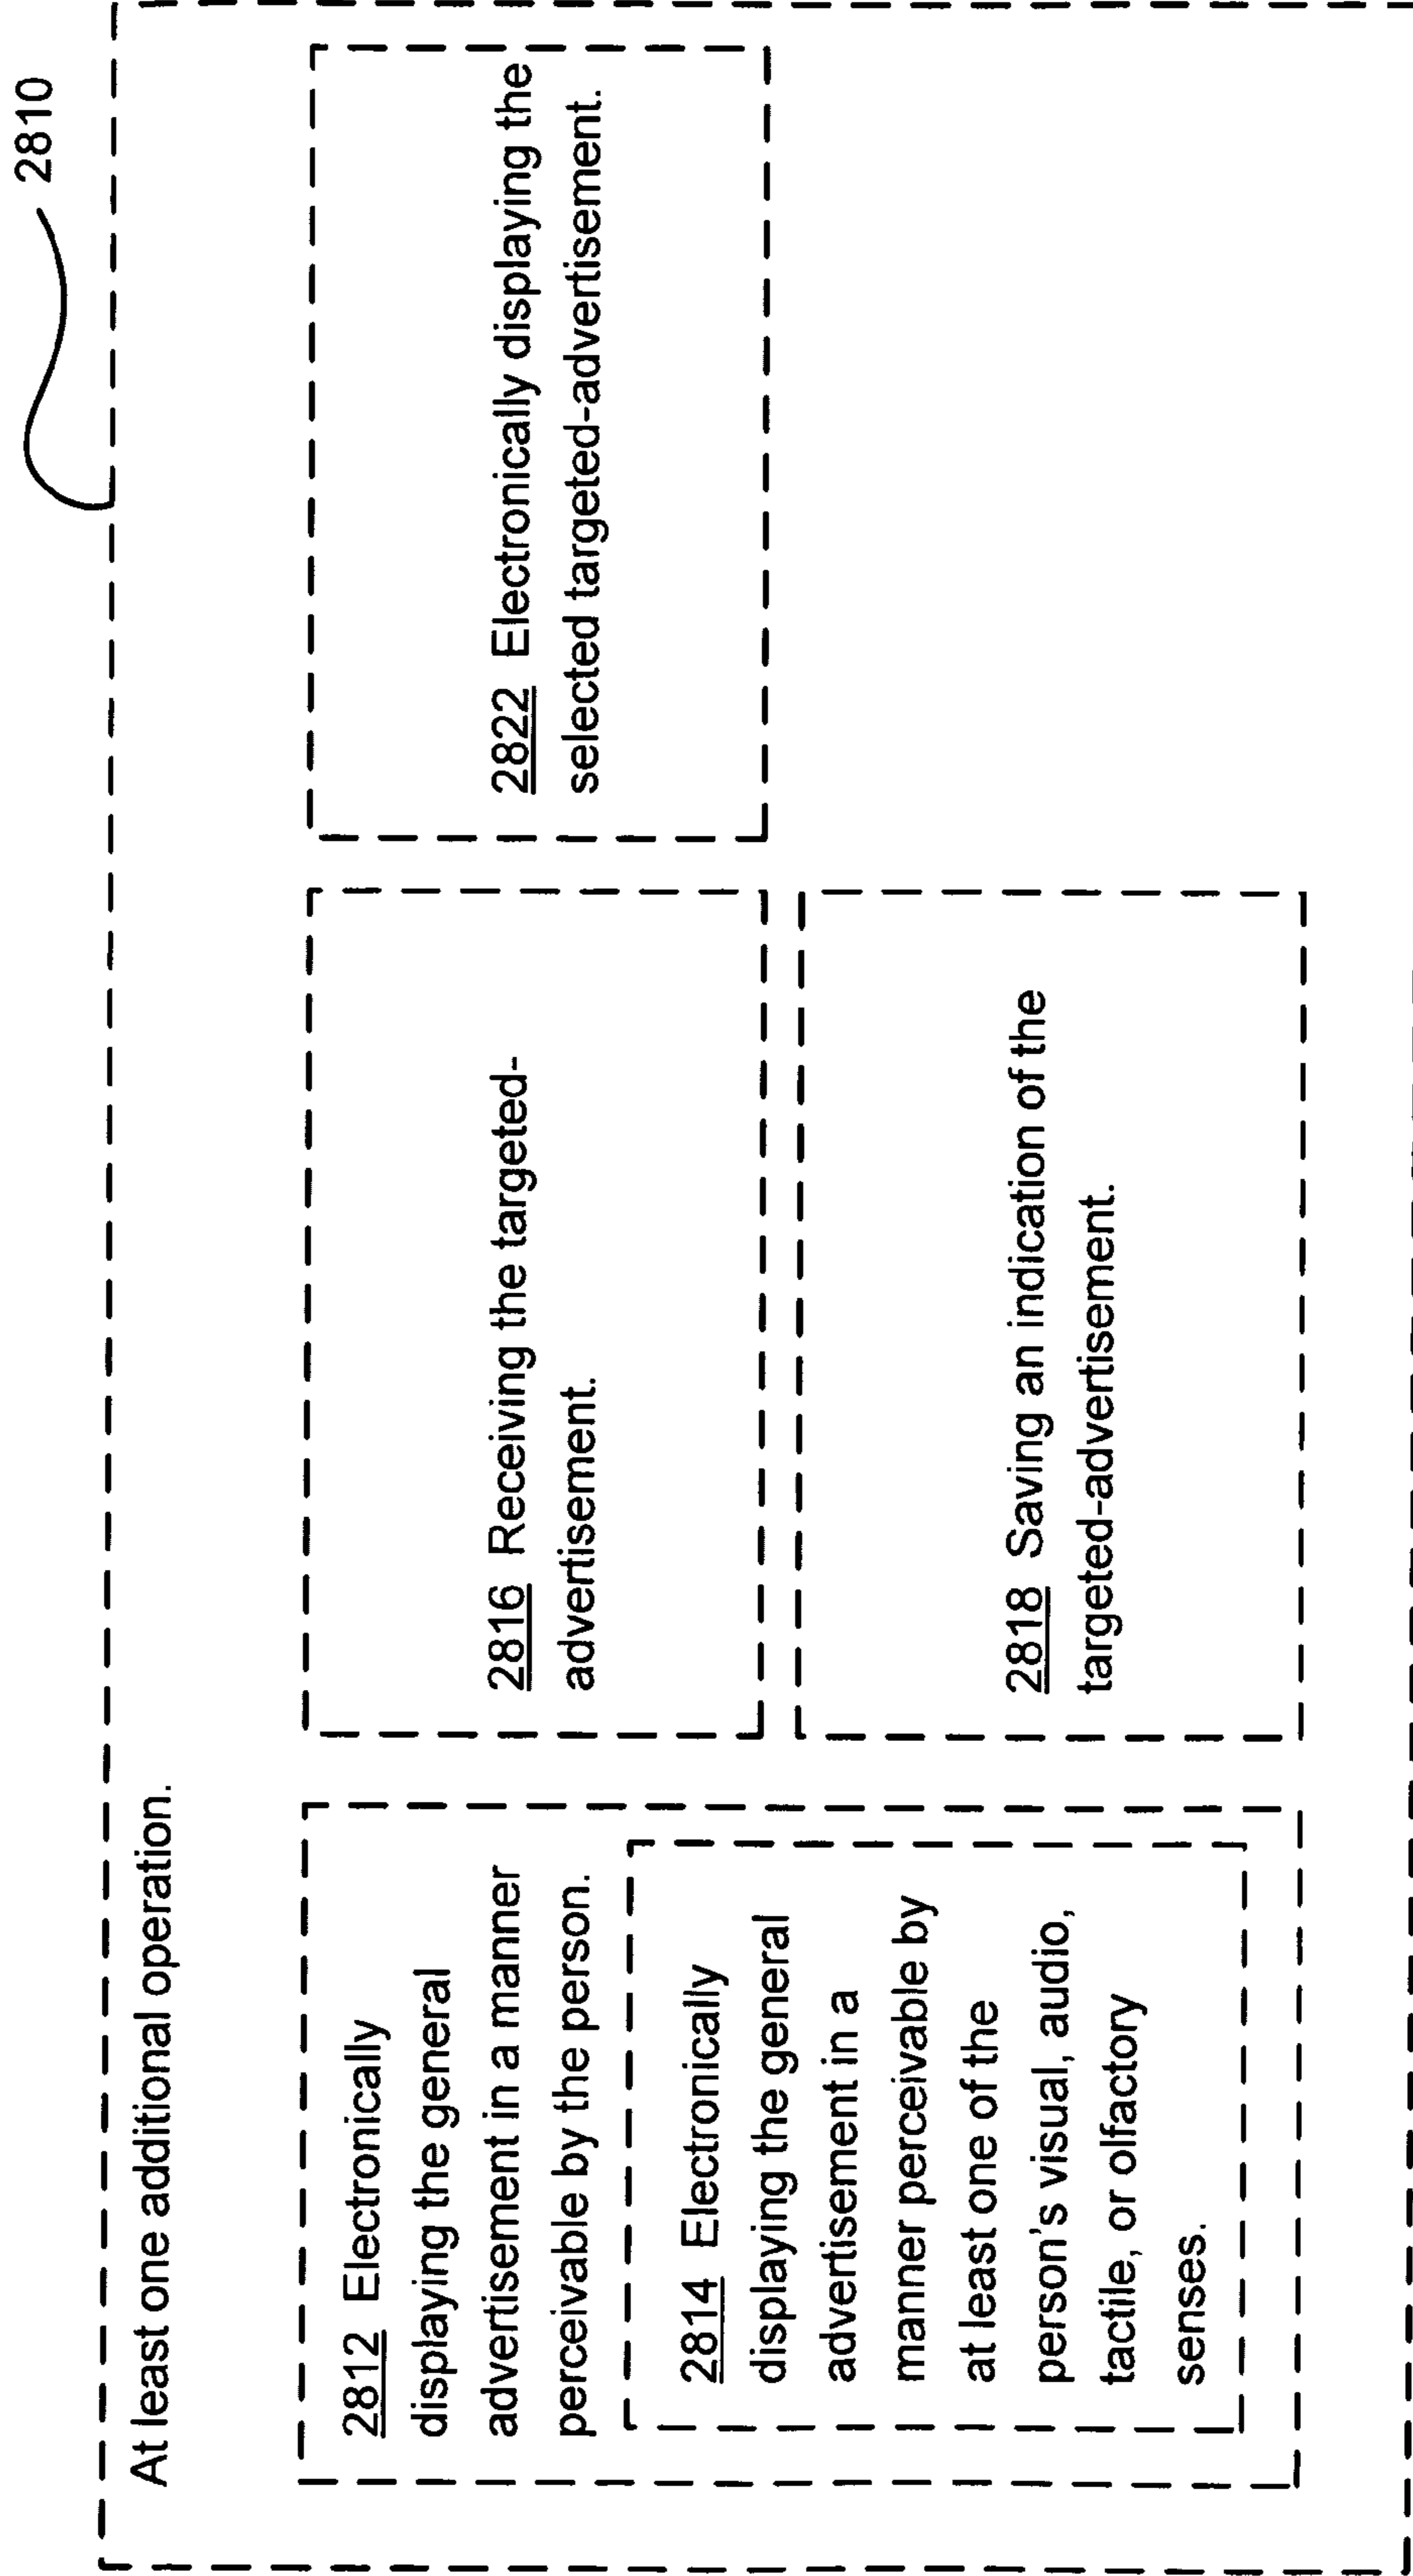 2810
At least one additional operation.
2812 Electronically
displaying the general
advertisement in a manner
perceivable by the person.
2814 Electronically
displaying the general
advertisement in a
manner perceivable by
at least one of the
person's visual, audio,
tactile, or olfactory
senses.
2816 Receiving the targeted-
advertisement.
2818 Saving an indication of the
targeted-advertisement.
2822 Electronically displaying the
selected targeted-advertisement.